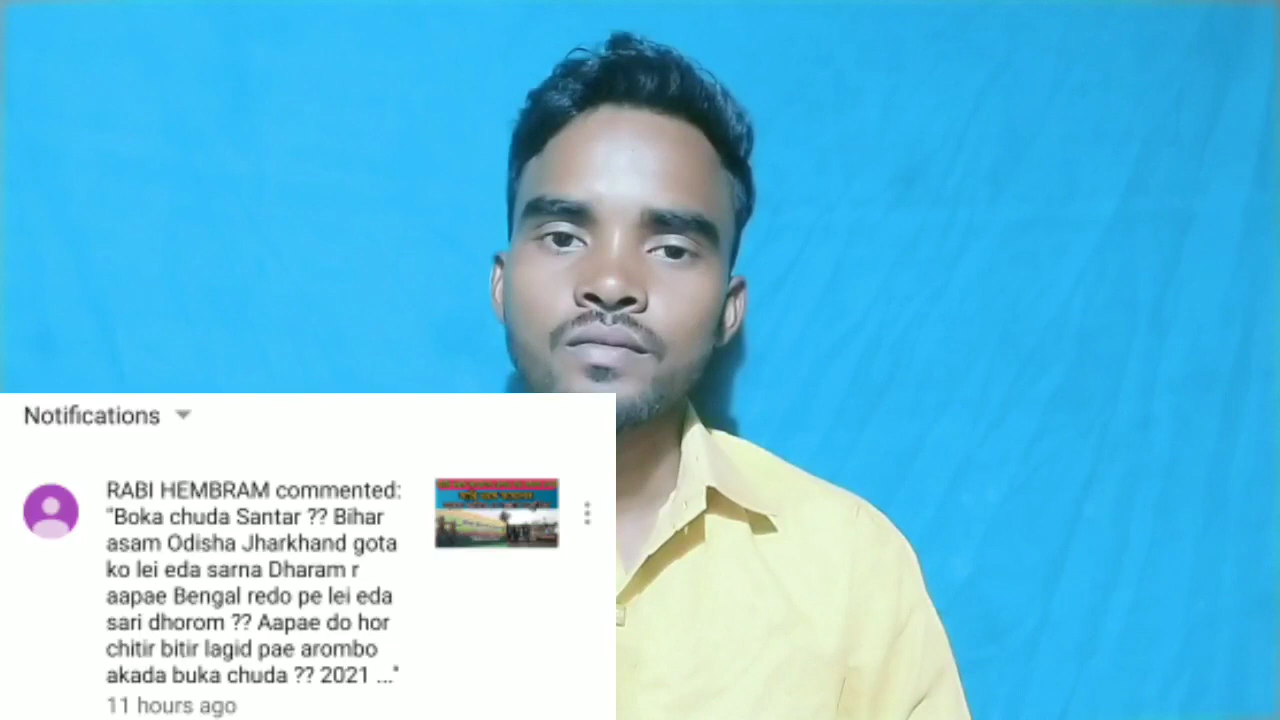 Notifications
RABI HEMBRAM commented:
"Boka chuda Santar ?? Bihar
asam Odisha Jharkhand gota
ko lei eda sarna Dharam r
aapae Bengal redo pe lei eda
sari dhorom ?? Aapae do hor
chitir bitir lagid pae arombo
akada buka chuda ?? 2021 ..."
11 hours ago